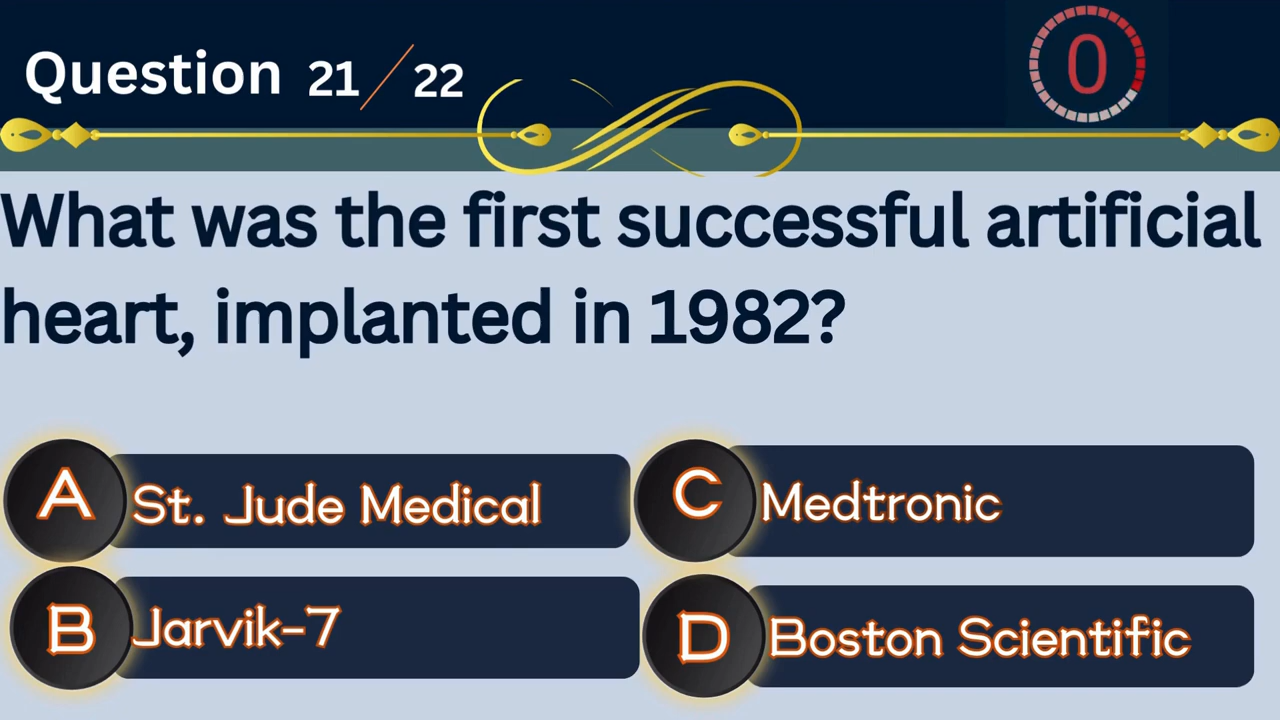 Question 21 / 22
0
What was the first successful artificial
heart, implanted in 1982?
A St. Jude Medical
B Jarvik-7
C Medtronic
D Boston Scientific